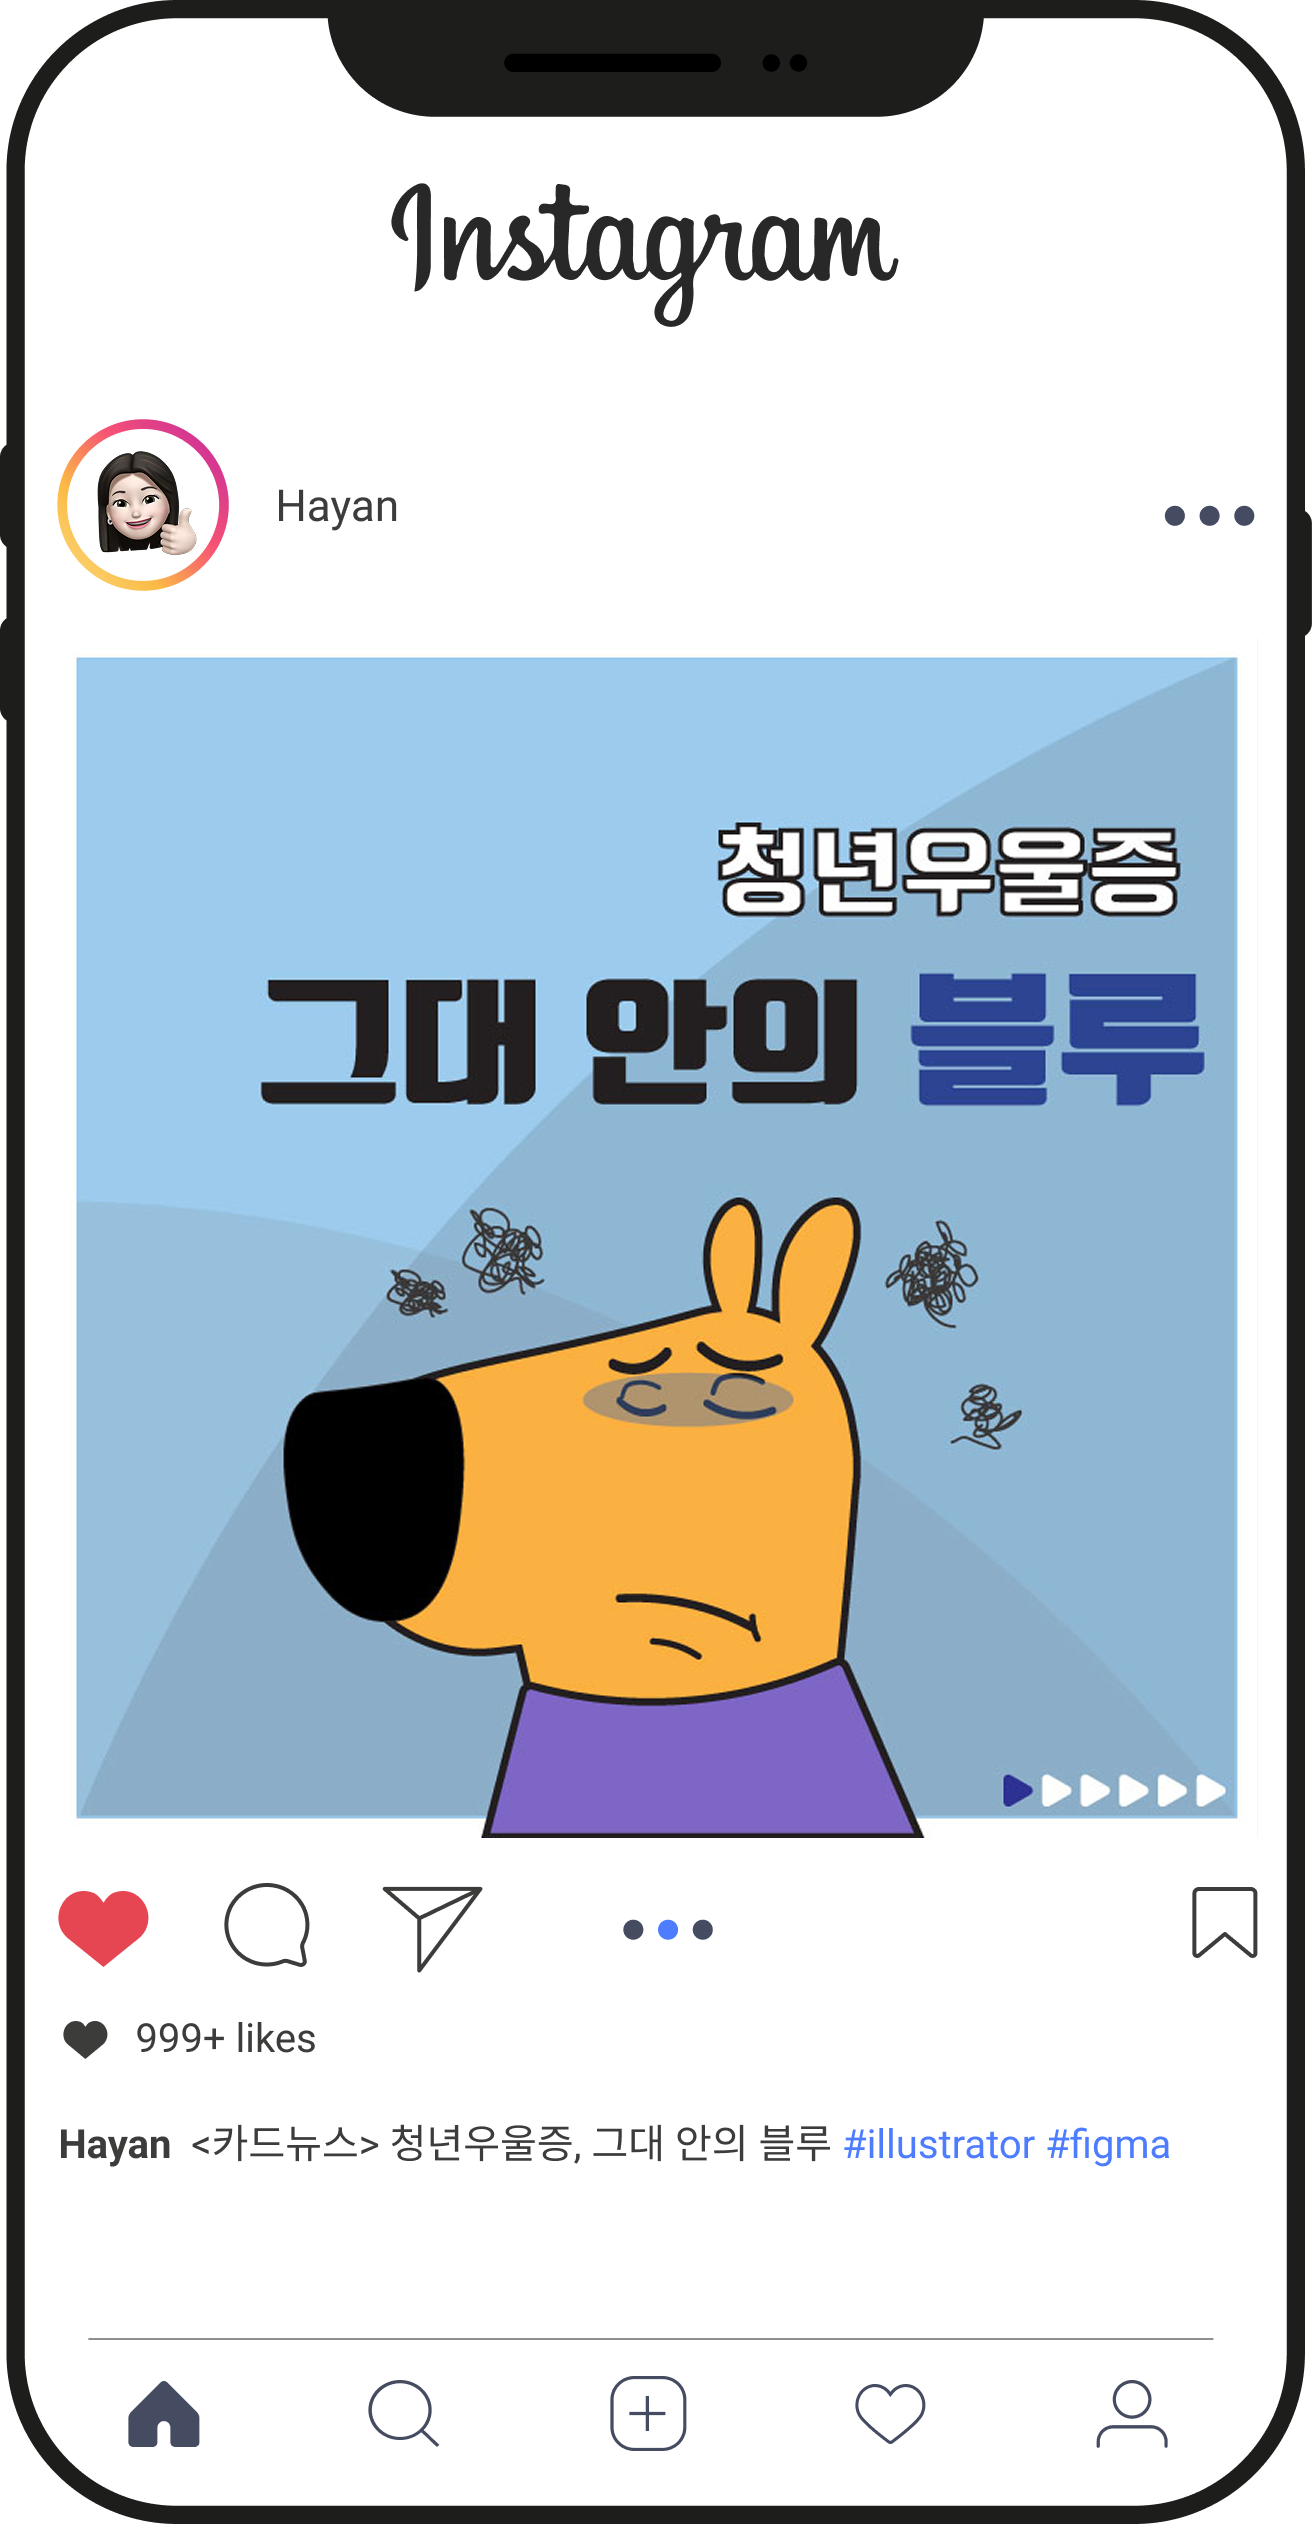 Instagram
Hayan
청년우울증
그대 안의 블루
999+ likes
Hayan <카드뉴스> 청년우울증, 그대 안의 블루 #illustrator #figma